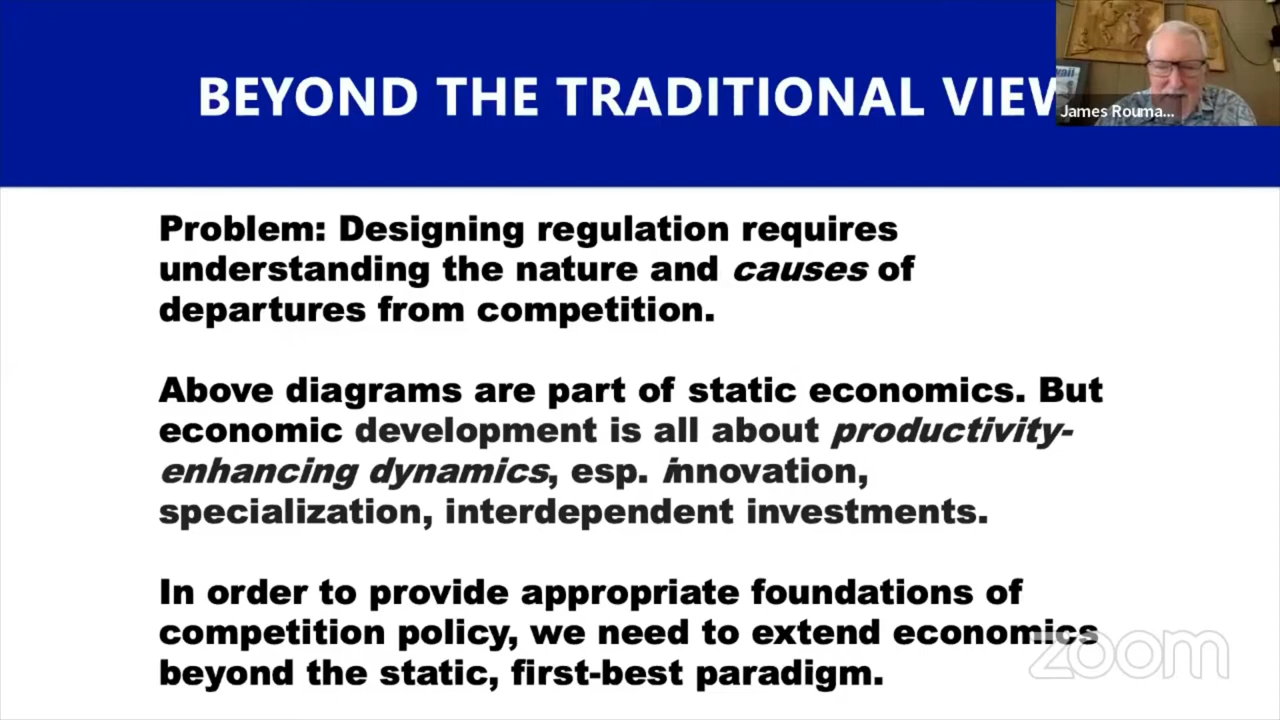 BEYOND THE TRADITIONAL VIEW
James Rouma...
Problem: Designing regulation requires
understanding the nature and causes of
departures from competition.
Above diagrams are part of static economics. But
economic development is all about productivity-
enhancing dynamics, esp. innovation,
specialization, interdependent investments.
In order to provide appropriate foundations of
competition policy, we need to extend economics
beyond the static, first-best paradigm.
zoom